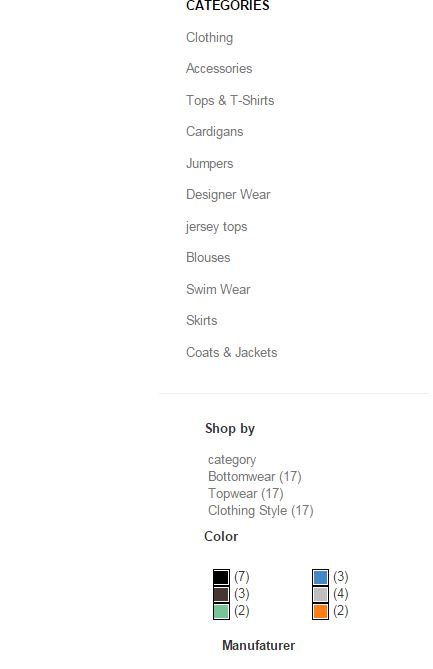 CATEGORIES
Clothing
Accessories
Tops & T-Shirts
Cardigans
Jumpers
Designer Wear
jersey tops
Blouses
Swim Wear
Skirts
Coats & Jackets
Shop by
category
Bottomwear (17)
Topwear (17)
Clothing Style (17)
Color
(7) (3)
(3) (4)
(2) (2)
Manufaturer